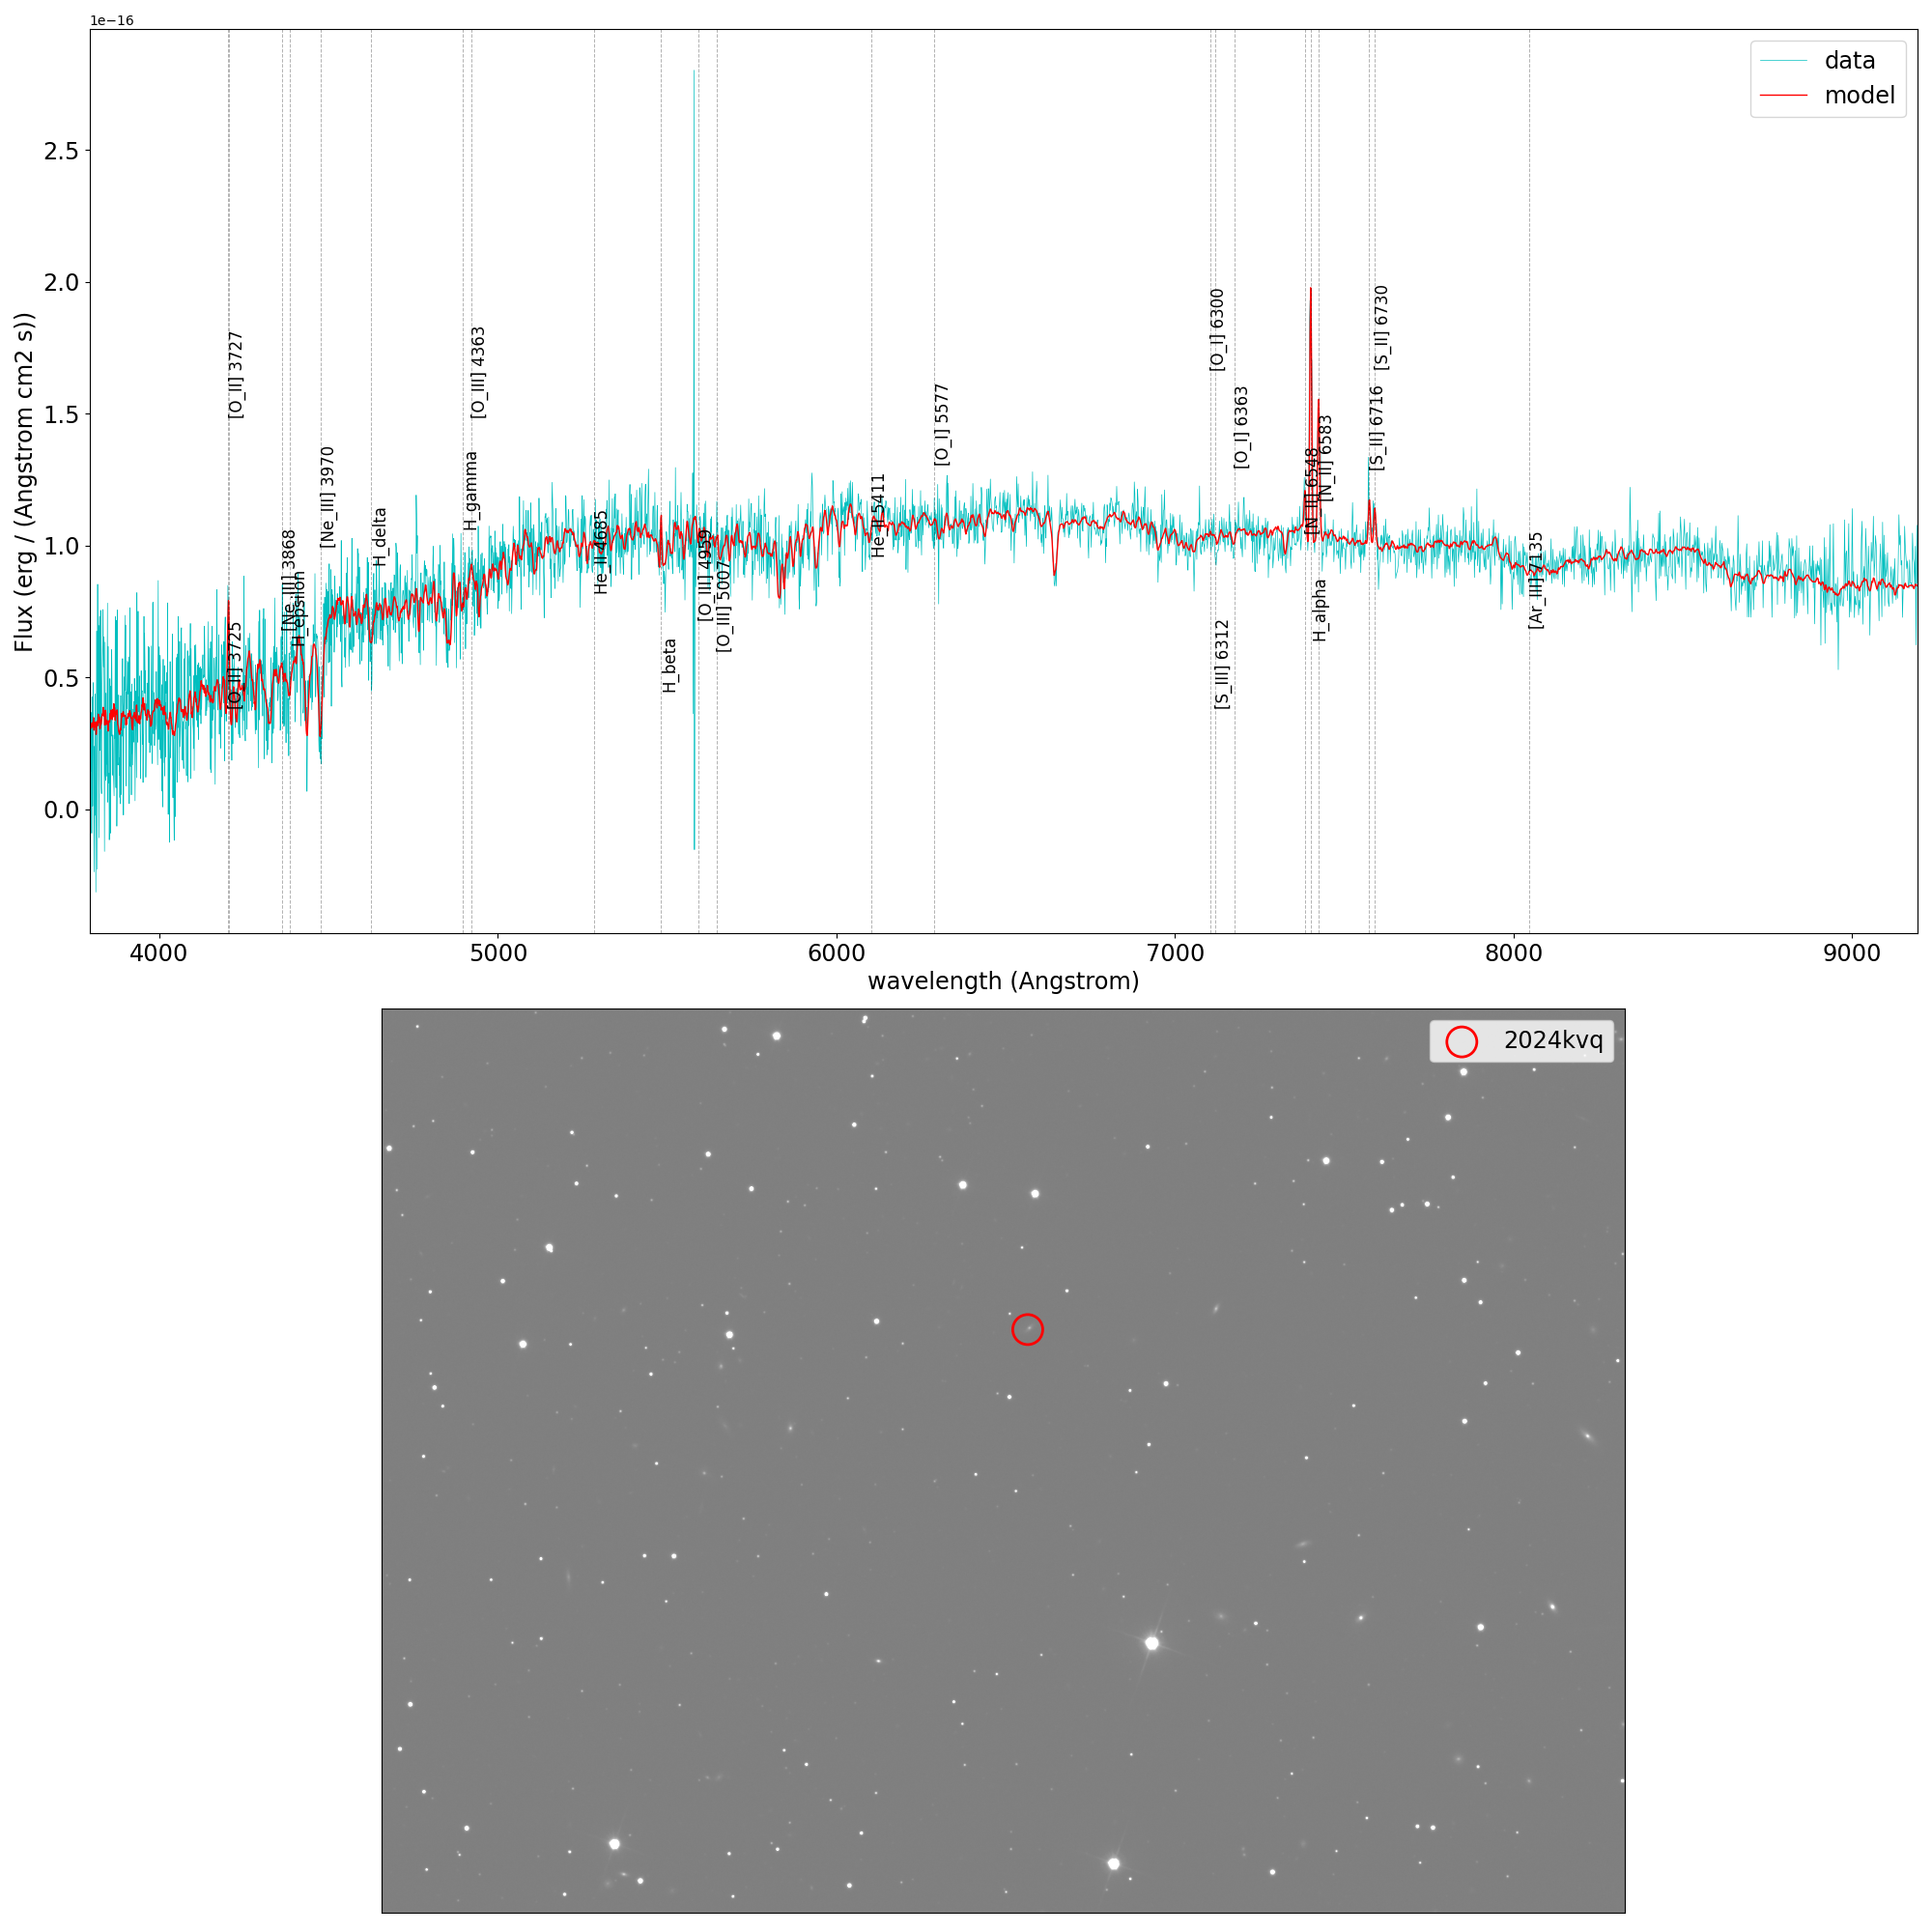 1e−16
data
model
2.5
2.0
1.5
1.0
0.5
0.0
Flux (erg / (Angstrom cm2 s))
[O_II] 3727
[O_II] 3725
[Ne_III] 3868
H_epsilon
[Ne_III] 3970
H_delta
H_gamma
[O_III] 4363
He_II 4685
H_beta
[O_III] 4959
[O_III] 5007
He_II 5411
[O_I] 5577
[O_I] 6300
[S_III] 6312
[O_I] 6363
[N_II] 6548
H_alpha
[N_II] 6583
[S_II] 6716
[S_II] 6730
[Ar_III] 7135
4000 5000 6000 7000 8000 9000
wavelength (Angstrom)
2024kvq